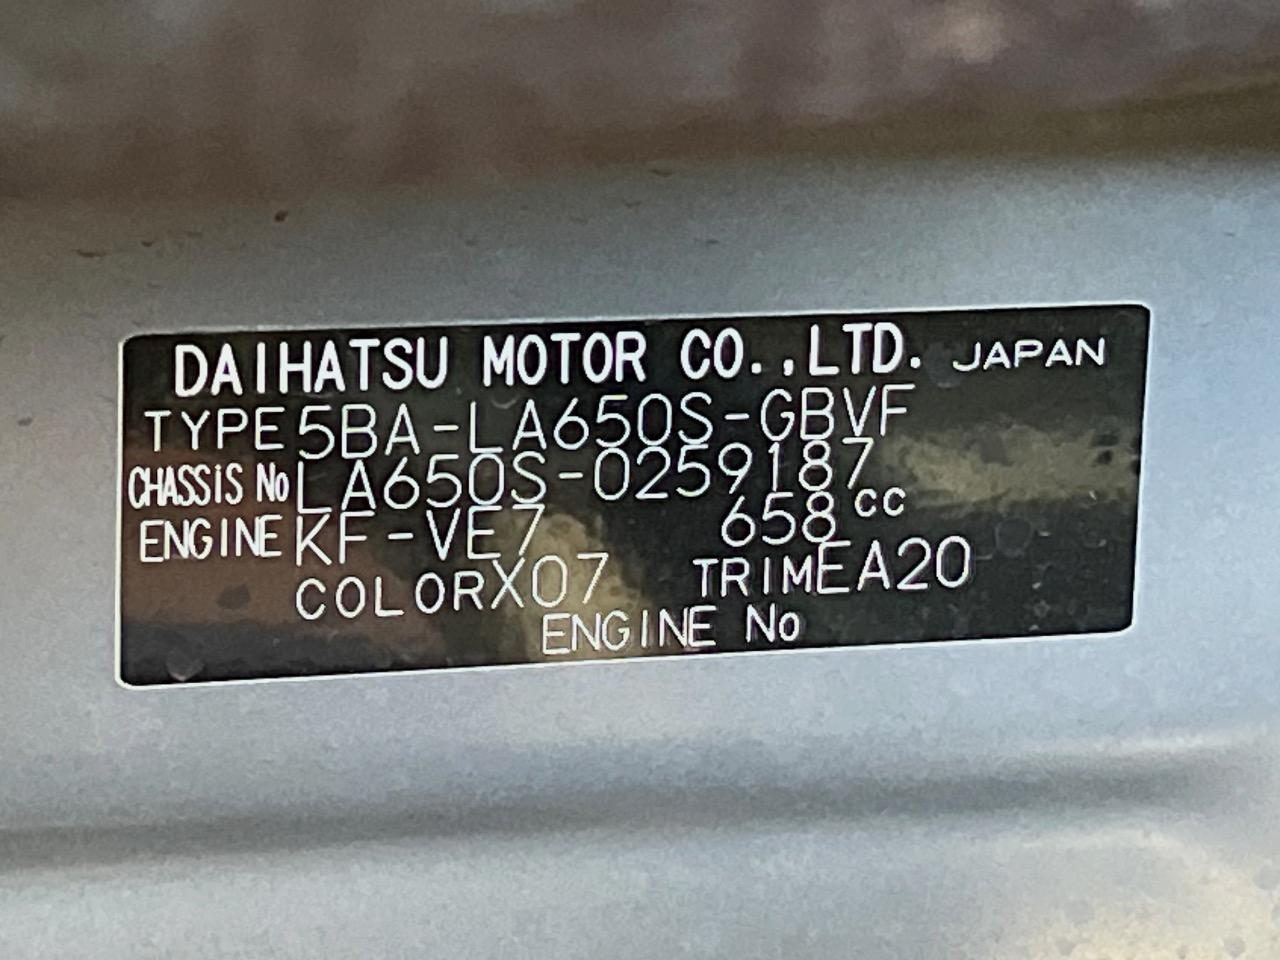 DAIHATSU MOTOR CO.,LTD. JAPAN
TYPE 5BA-LA650S-GBVF
CHASSiS No LA650S-0259187
ENGINE KF-VE7 658cc
COLOR X07 TRIM EA20
ENGINE No